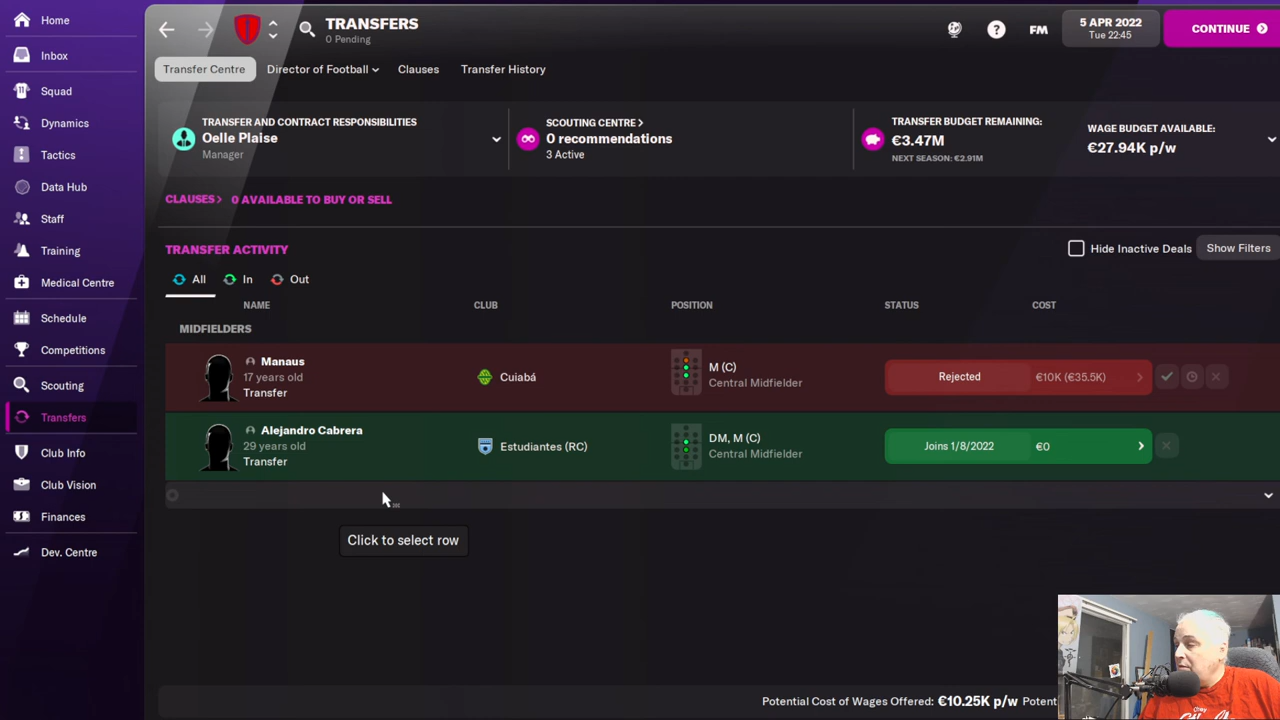 Home
Inbox
Squad
Dynamics
Tactics
Data Hub
Staff
Training
Medical Centre
Schedule
Competitions
Scouting
Transfers
Club Info
Club Vision
Finances
Dev. Centre
TRANSFERS
0 Pending
?
FM
5 APR 2022
Tue 22:45
CONTINUE
Transfer Centre
Director of Football
Clauses
Transfer History
TRANSFER AND CONTRACT RESPONSIBILITIES
Oelle Plaise
Manager
SCOUTING CENTRE >
0 recommendations
3 Active
TRANSFER BUDGET REMAINING:
€3.47M
NEXT SEASON: €2.91M
WAGE BUDGET AVAILABLE:
€27.94K p/w
CLAUSES > 0 AVAILABLE TO BUY OR SELL
TRANSFER ACTIVITY
Hide Inactive Deals
Show Filters
All
In
Out
NAME CLUB POSITION STATUS COST
MIDFIELDERS
Manaus
17 years old
Transfer
Cuiabá
M (C)
Central Midfielder
Rejected
€10K (€35.5K)
Alejandro Cabrera
29 years old
Transfer
Estudiantes (RC)
DM, M (C)
Central Midfielder
Joins 1/8/2022
€0
Click to select row
Potential Cost of Wages Offered: €10.25K p/w Potent